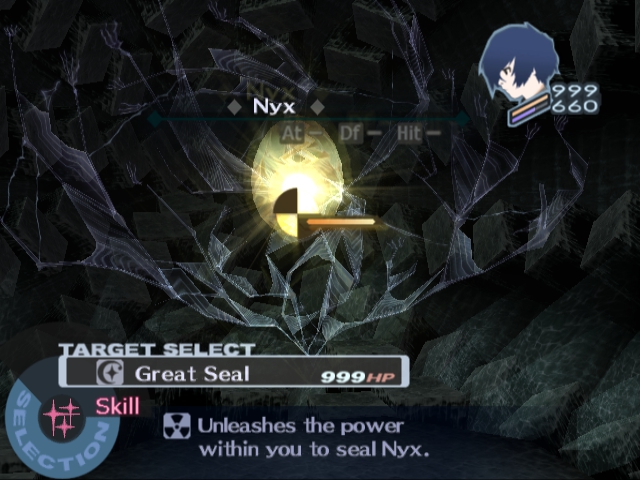 Nyx
Nyx
At Df Hit
999
660
TARGET SELECT
Great Seal 999HP
Skill
SELECTION
Unleashes the power
within you to seal Nyx.